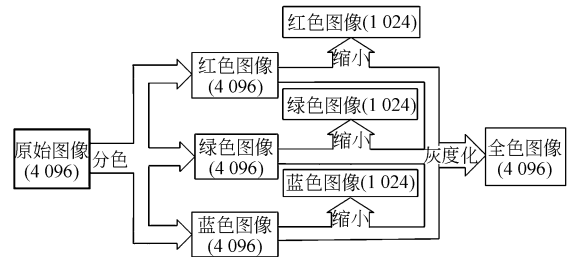 红色图像(1 024)
缩小
红色图像
(4 096)
绿色图像(1 024)
缩小
原始图像
(4 096)
分色
绿色图像
(4 096)
灰度化
全色图像
(4 096)
蓝色图像(1 024)
缩小
蓝色图像
(4 096)